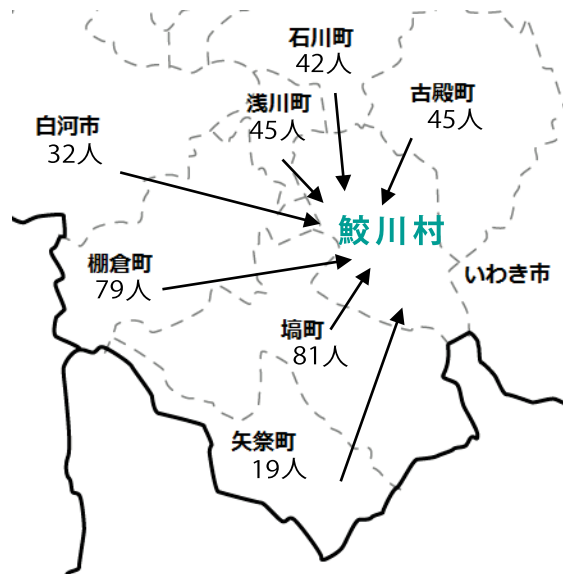 石川町
42人
浅川町
45人
古殿町
45人
白河市
32人
鮫川村
棚倉町
79人
いわき市
塙町
81人
矢祭町
19人